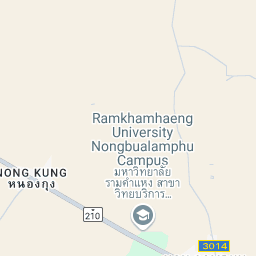 Ramkhamhaeng
University
Nongbualamphu
Campus
มหาวิทยาลัย
รามคำแหง สาขา
วิทยบริการ...
NONG KUNG
หนองกุง
210
3014